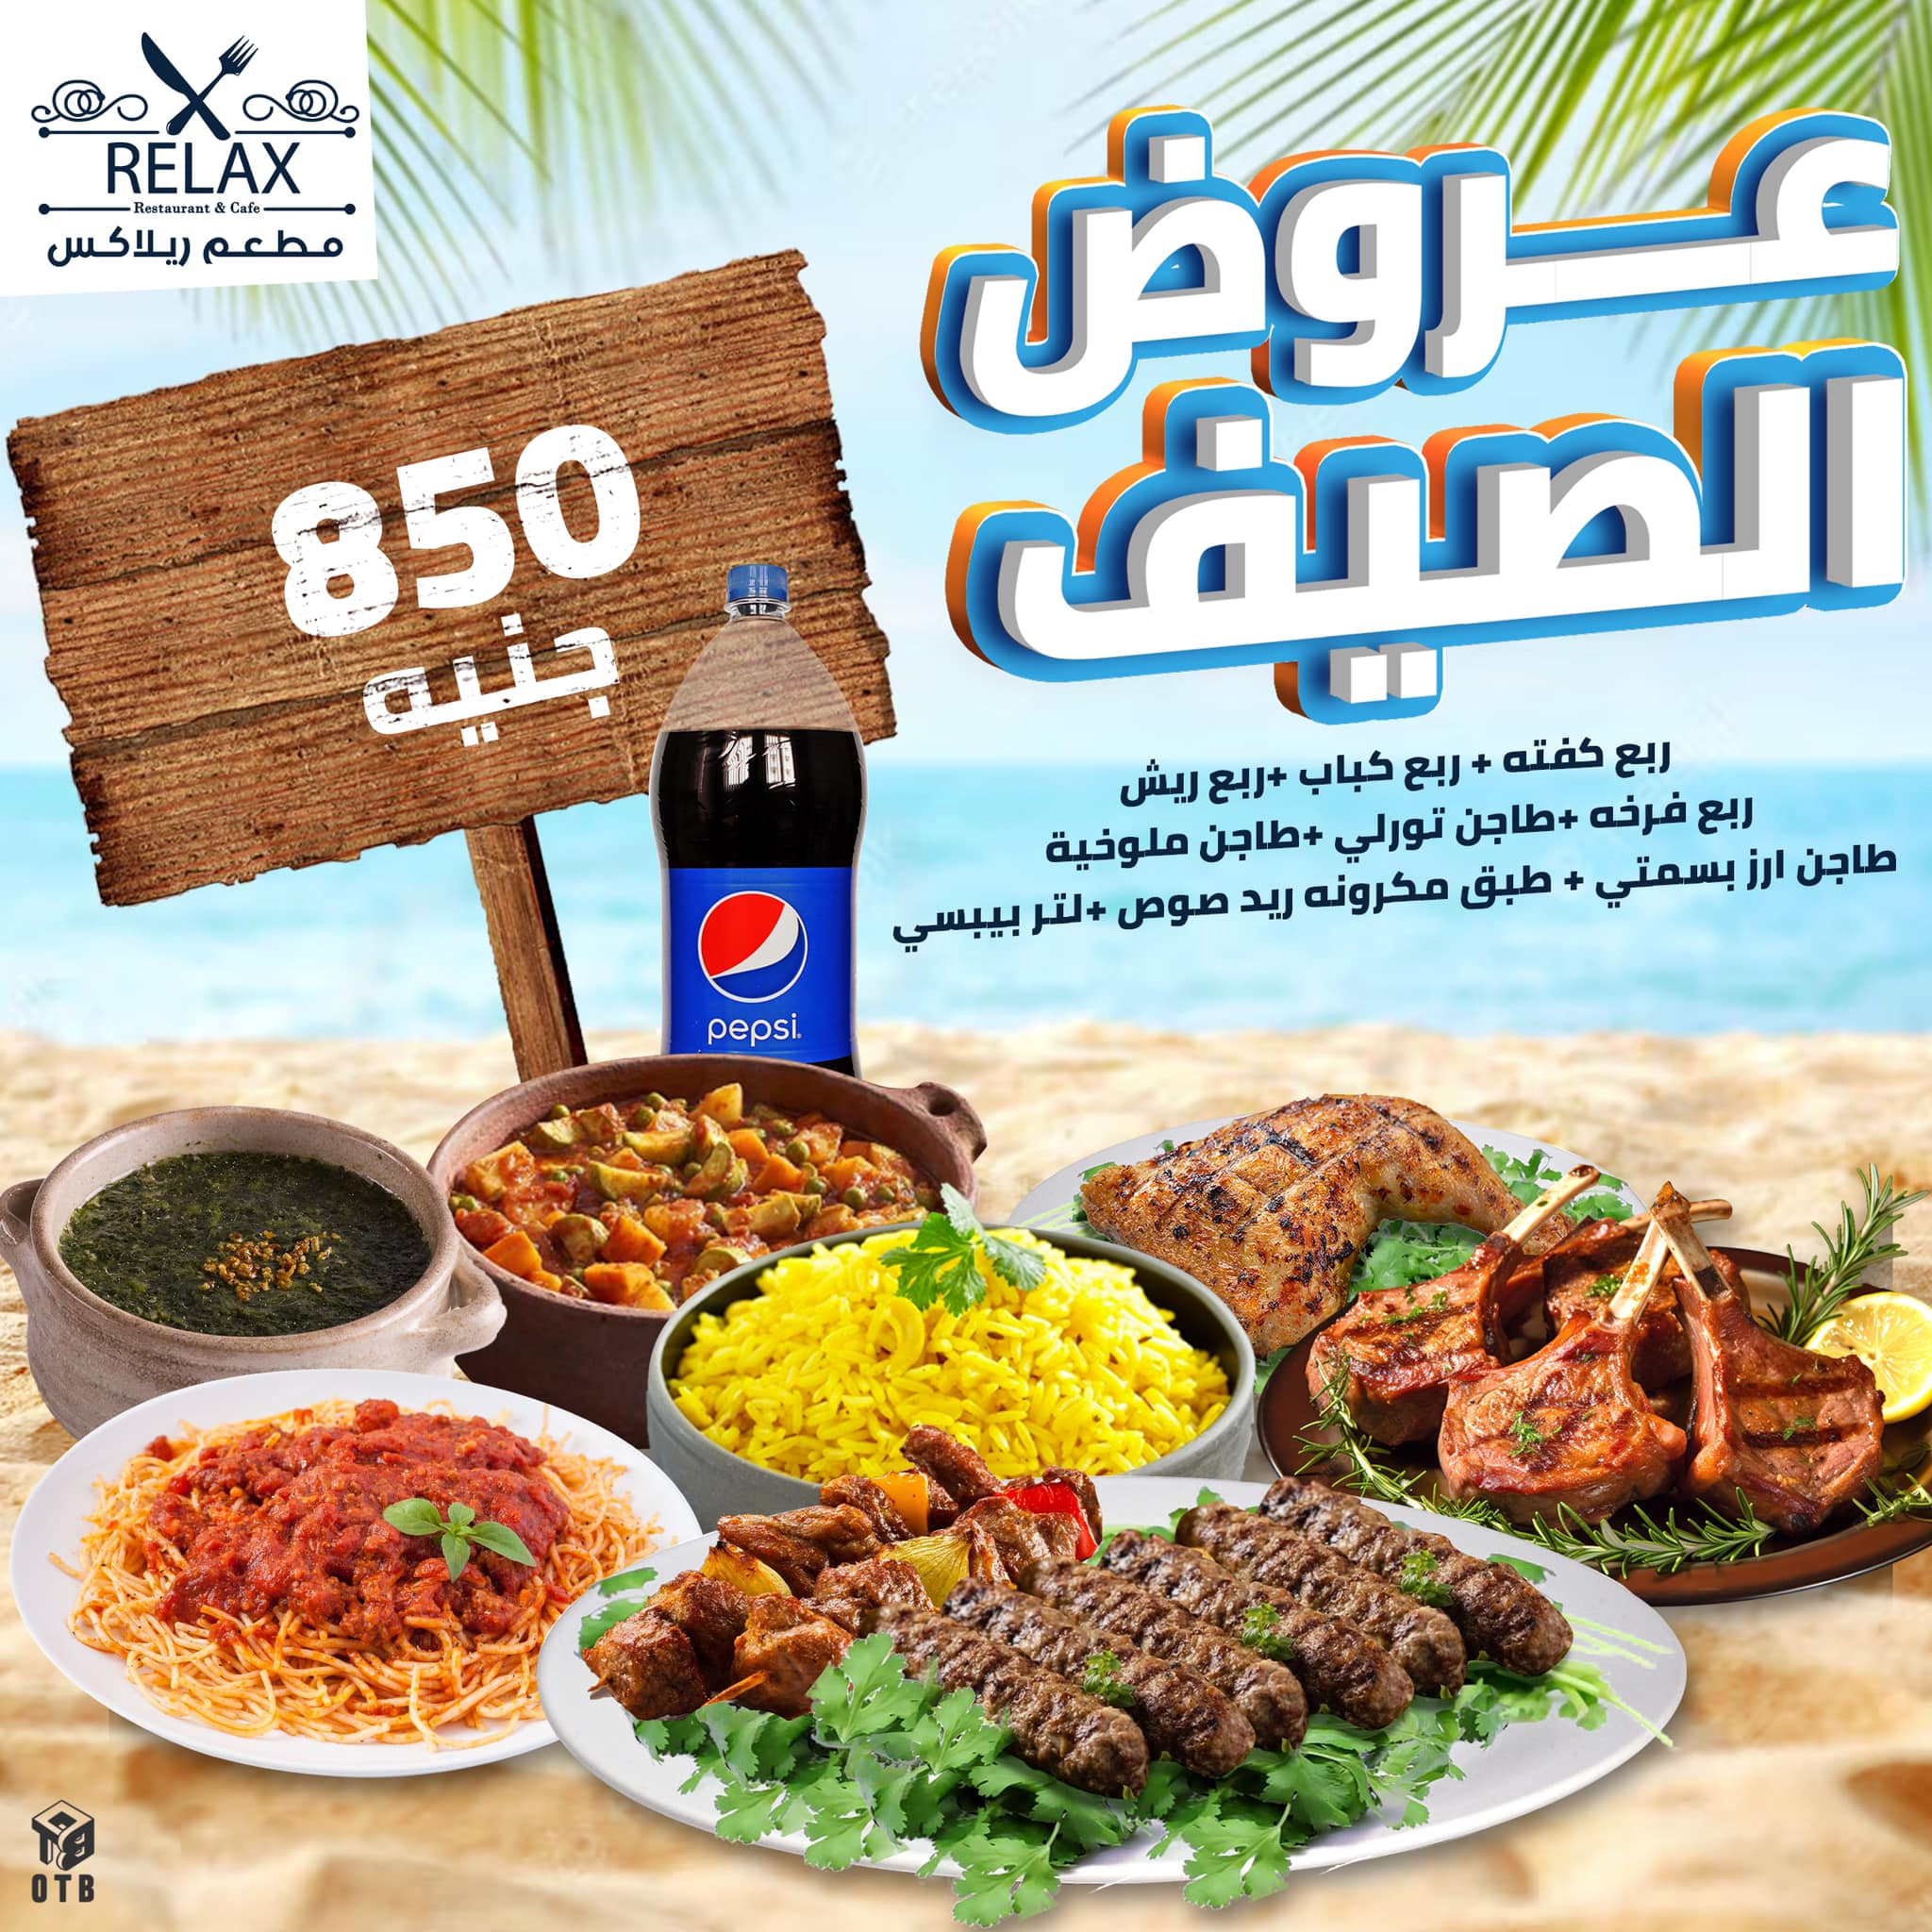 RELAX
Restaurant & Cafe
مطعم ريلاكس
عروض
الصيف
850
جنيه
ربع كفته + ربع كباب +ربع ريش
ربع فرخه +طاجن تورلي +طاجن ملوخية
طاجن ارز بسمتي + طبق مكرونه ريد صوص +لتر بيبسي
pepsi
OTB